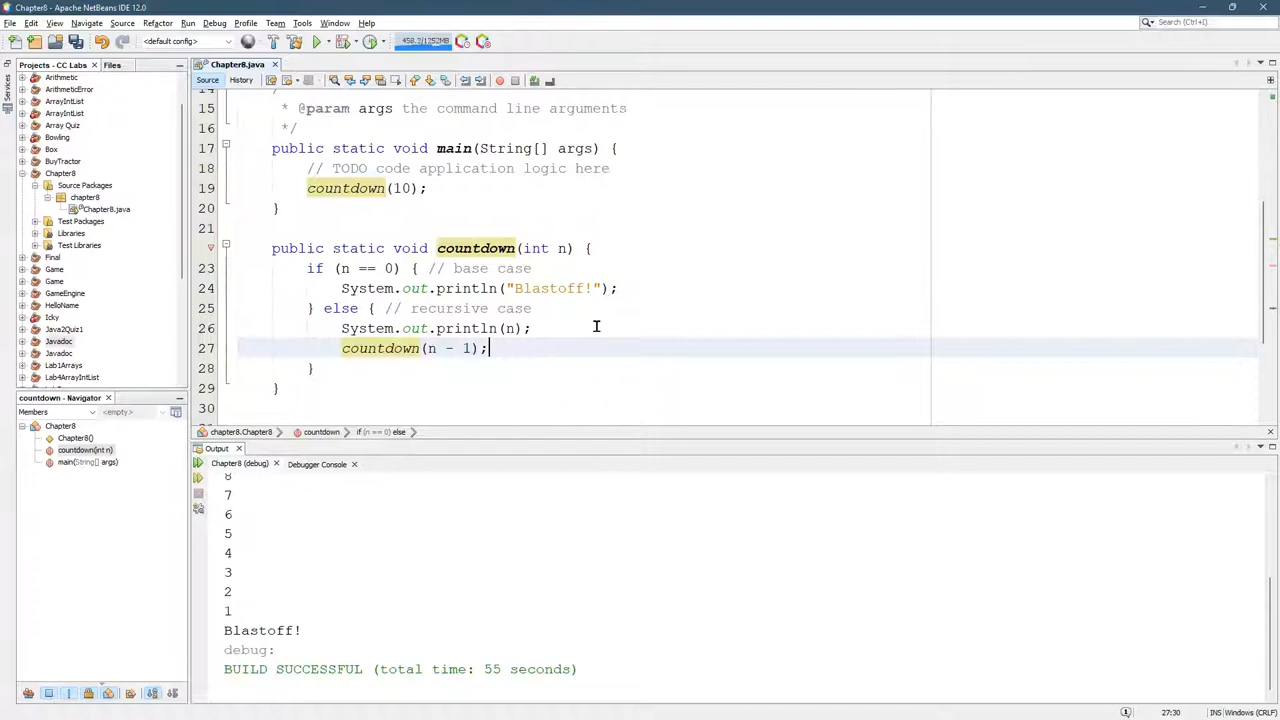 Chapter8 - Apache NetBeans IDE 12.0
File Edit View Navigate Source Refactor Run Debug Profile Team Tools Window Help
Search (Ctrl+I)
<default config>
458.2/1252MB
Projects - CC Labs
Files
Services
Arithmetic
ArithmeticError
ArrayIntList
ArrayIntList
Array Quiz
Bowling
Box
BuyTractor
Chapter8
Source Packages
chapter8
Chapter8.java
Test Packages
Libraries
Test Libraries
Final
Game
Game
GameEngine
HelloName
Icky
Java2Quiz1
Javadoc
Javadoc
Lab1Arrays
Lab4ArrayIntList
countdown - Navigator
Members
<empty>
Chapter8
Chapter8()
countdown(int n)
main(String[] args)
Chapter8.java
Source History
15 * @param args the command line arguments
16 */
17 public static void main(String[] args) {
18 // TODO code application logic here
19 countdown(10);
20 }
21
public static void countdown(int n) {
23 if (n == 0) { // base case
24 System.out.println("Blastoff!");
25 } else { // recursive case
26 System.out.println(n);
27 countdown(n - 1);
28 }
29 }
30
chapter8.Chapter8 countdown if (n == 0) else
Output
Chapter8 (debug) Debugger Console
8
7
6
5
4
3
2
1
Blastoff!
debug:
BUILD SUCCESSFUL (total time: 55 seconds)
27:30 INS Windows (CRLF)